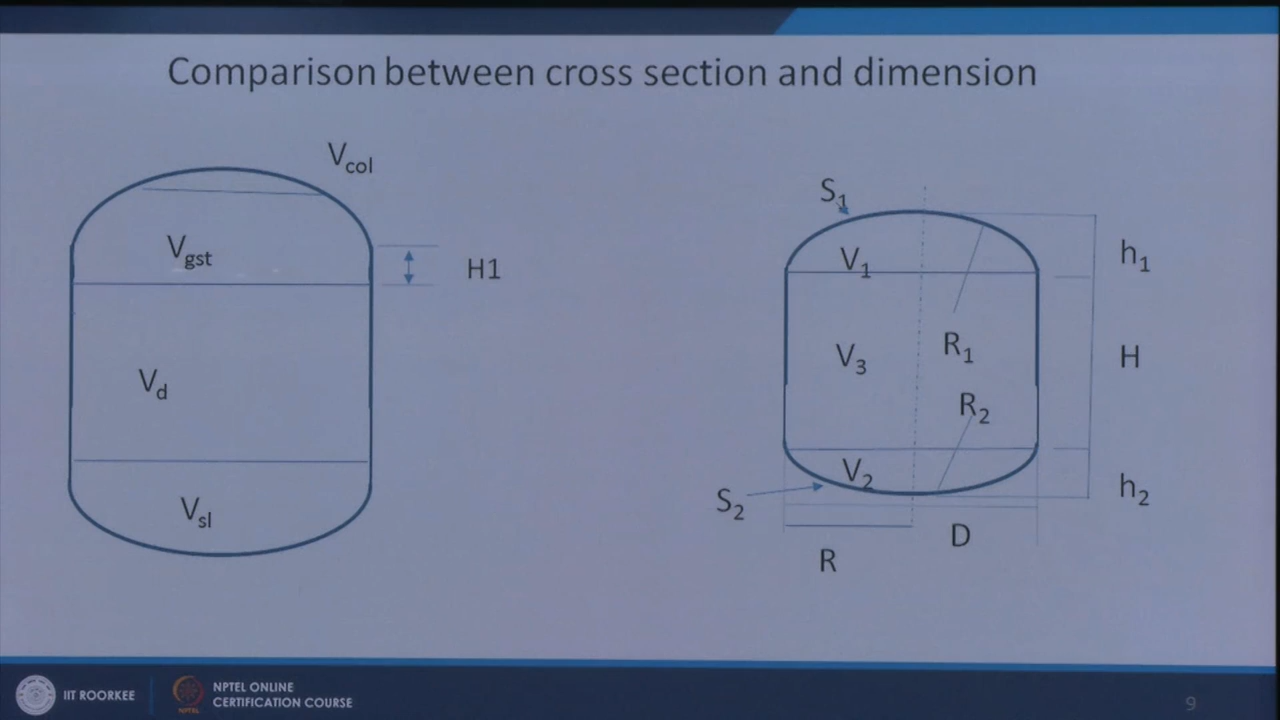 Comparison between cross section and dimension
Vcol
Vgst
H1
Vd
Vsl
S1
V1
h1
R1
V3
H
R2
V2
S2
h2
D
R
IIT ROORKEE
NPTEL ONLINE
CERTIFICATION COURSE
NPTEL
9